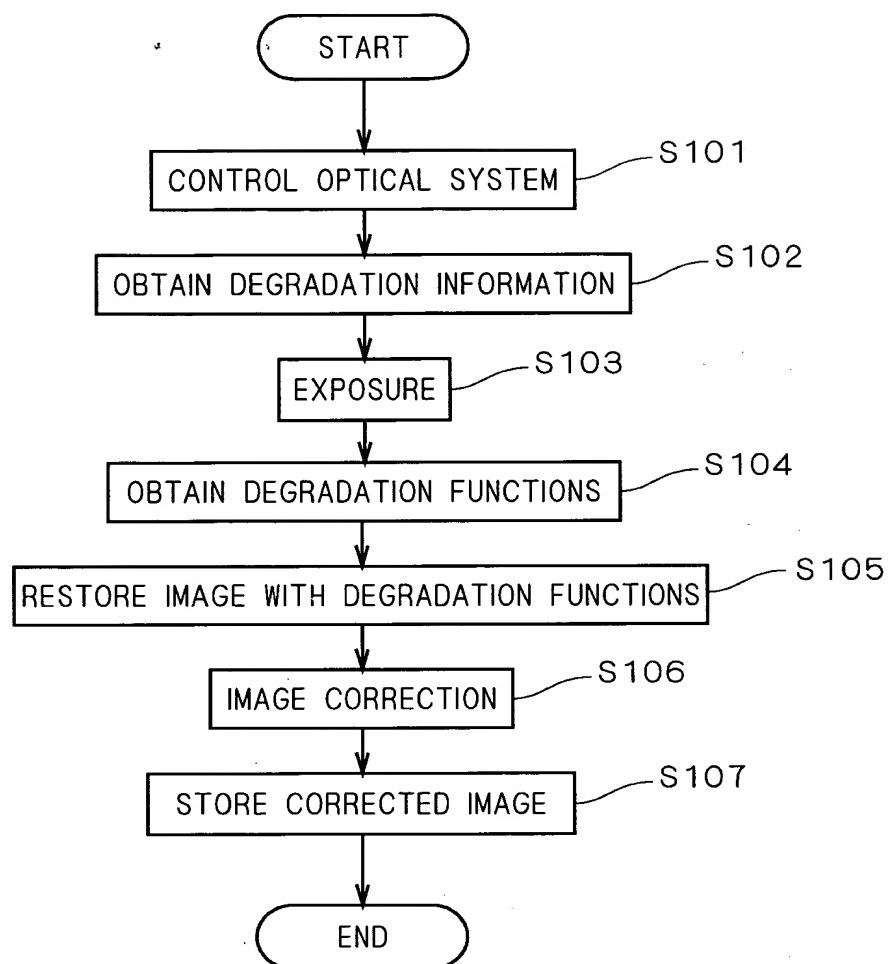 START
CONTROL OPTICAL SYSTEM
S101
OBTAIN DEGRADATION INFORMATION
S102
EXPOSURE
S103
OBTAIN DEGRADATION FUNCTIONS
S104
RESTORE IMAGE WITH DEGRADATION FUNCTIONS
S105
IMAGE CORRECTION
S106
STORE CORRECTED IMAGE
S107
END